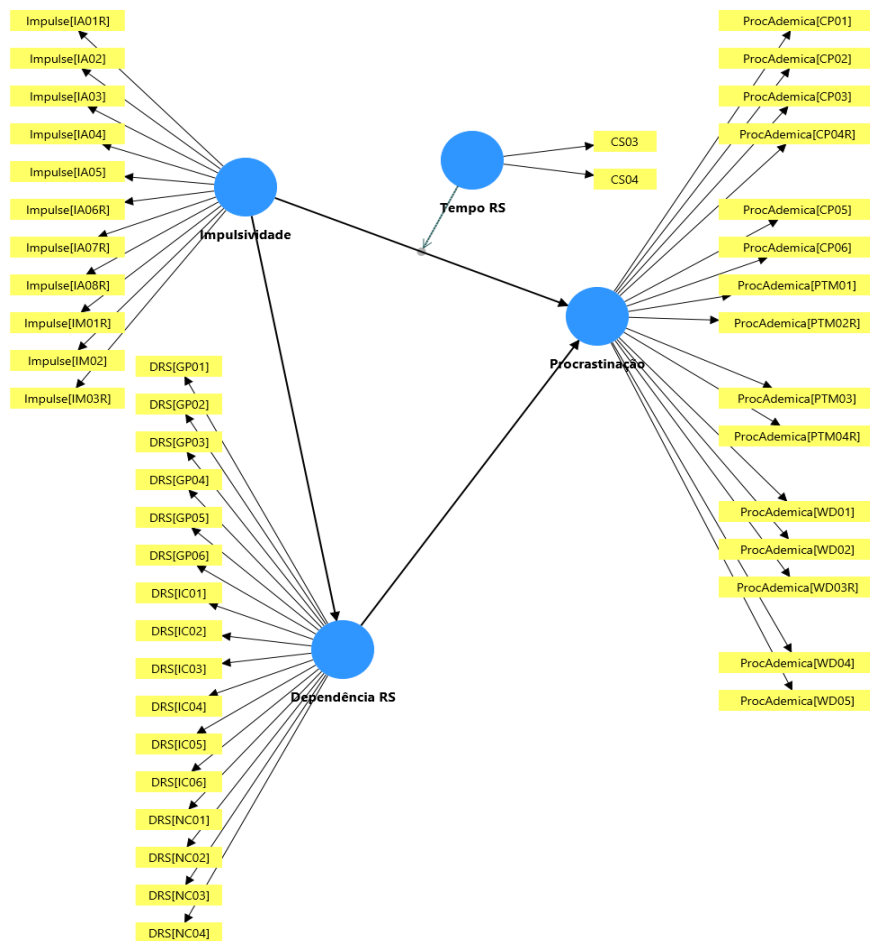 Impulse[IA01R]
Impulse[IA02]
Impulse[IA03]
Impulse[IA04]
Impulse[IA05]
Impulse[IA06R]
Impulse[IA07R]
Impulse[IA08R]
Impulse[IM01R]
Impulse[IM02]
Impulse[IM03R]
Impulsividade
DRS[GP01]
DRS[GP02]
DRS[GP03]
DRS[GP04]
DRS[GP05]
DRS[GP06]
DRS[IC01]
DRS[IC02]
DRS[IC03]
DRS[IC04]
DRS[IC05]
DRS[IC06]
DRS[NC01]
DRS[NC02]
DRS[NC03]
DRS[NC04]
Dependência RS
CS03
CS04
Tempo RS
Procrastinação
ProcAdemica[CP01]
ProcAdemica[CP02]
ProcAdemica[CP03]
ProcAdemica[CP04R]
ProcAdemica[CP05]
ProcAdemica[CP06]
ProcAdemica[PTM01]
ProcAdemica[PTM02R]
ProcAdemica[PTM03]
ProcAdemica[PTM04R]
ProcAdemica[WD01]
ProcAdemica[WD02]
ProcAdemica[WD03R]
ProcAdemica[WD04]
ProcAdemica[WD05]